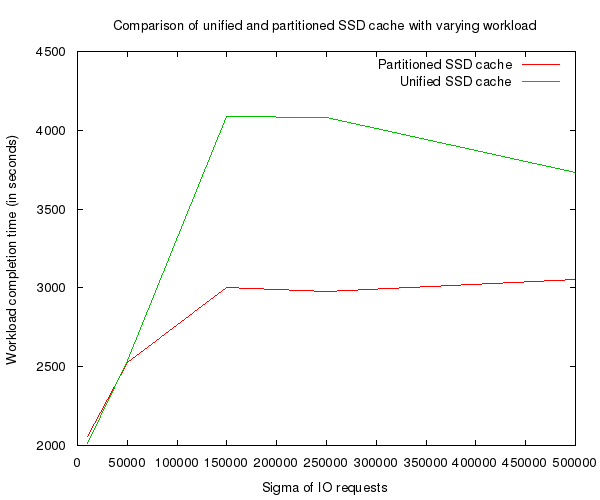 Comparison of unified and partitioned SSD cache with varying workload
4500
4000
3500
3000
2500
2000
Workload completion time (in seconds)
Partitioned SSD cache
Unified SSD cache
0 50000 100000 150000 200000 250000 300000 350000 400000 450000 500000
Sigma of IO requests